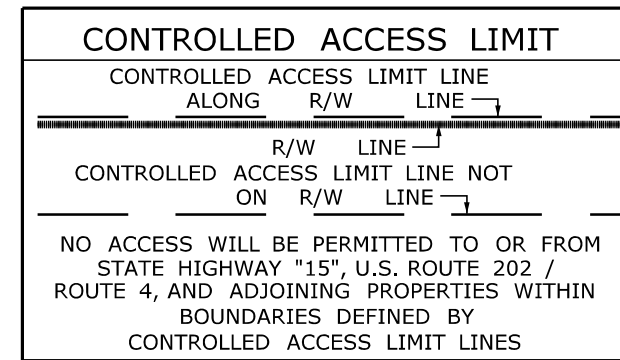 CONTROLLED ACCESS LIMIT
CONTROLLED ACCESS LIMIT LINE
ALONG R/W LINE
R/W LINE
CONTROLLED ACCESS LIMIT LINE NOT
ON R/W LINE
NO ACCESS WILL BE PERMITTED TO OR FROM
STATE HIGHWAY "15", U.S. ROUTE 202 /
ROUTE 4, AND ADJOINING PROPERTIES WITHIN
BOUNDARIES DEFINED BY
CONTROLLED ACCESS LIMIT LINES